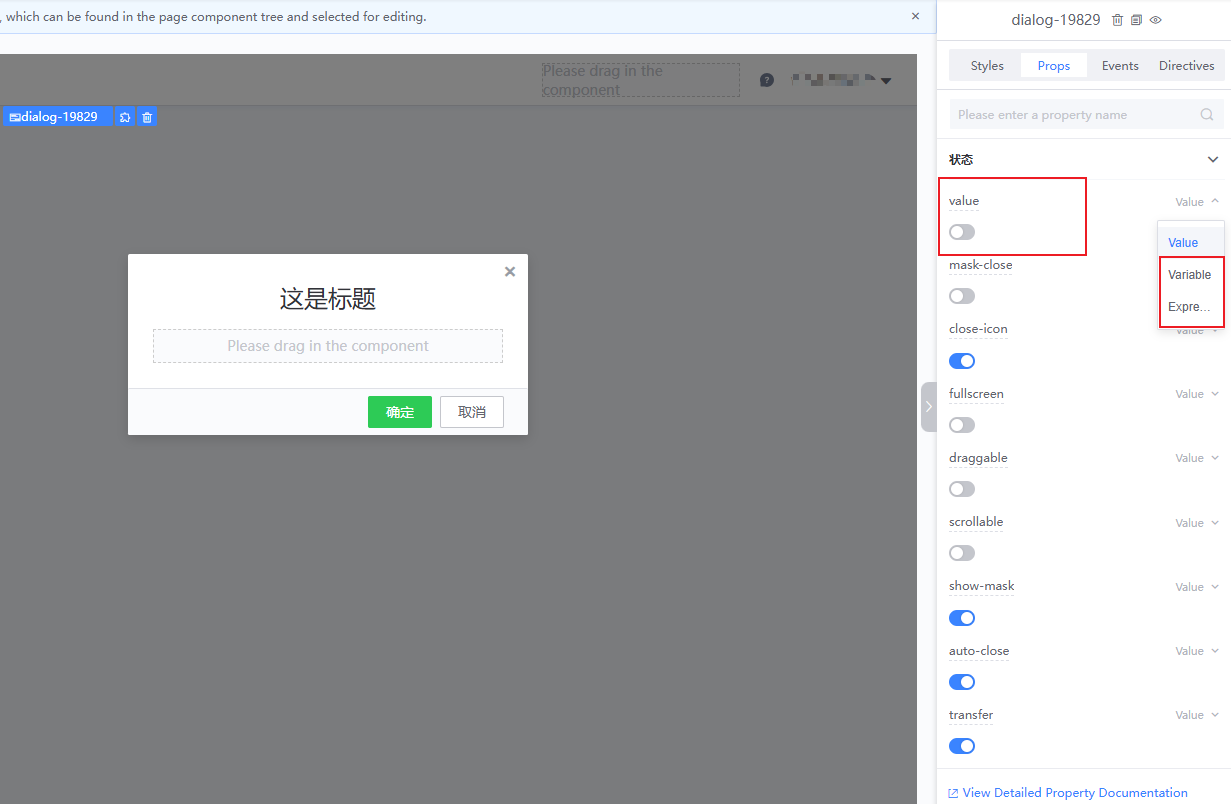 , which can be found in the page component tree and selected for editing.
dialog-19829
Styles
Props
Events
Directives
Please drag in the
component
dialog-19829
Please enter a property name
状态
value
Value
Value
Variable
Expre...
mask-close
close-icon
Value
fullscreen
Value
draggable
Value
scrollable
Value
show-mask
Value
auto-close
Value
transfer
Value
View Detailed Property Documentation
这是标题
Please drag in the component
确定
取消